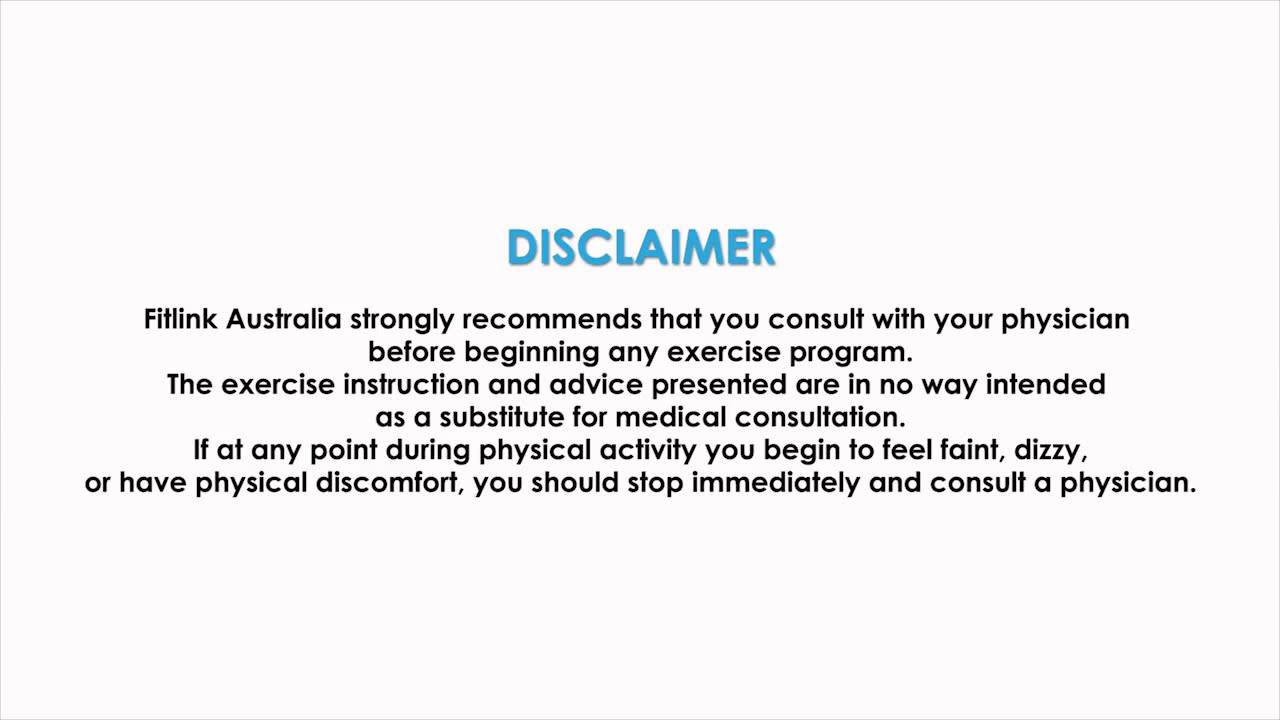 DISCLAIMER
Fitlink Australia strongly recommends that you consult with your physician
before beginning any exercise program.
The exercise instruction and advice presented are in no way intended
as a substitute for medical consultation.
If at any point during physical activity you begin to feel faint, dizzy,
or have physical discomfort, you should stop immediately and consult a physician.